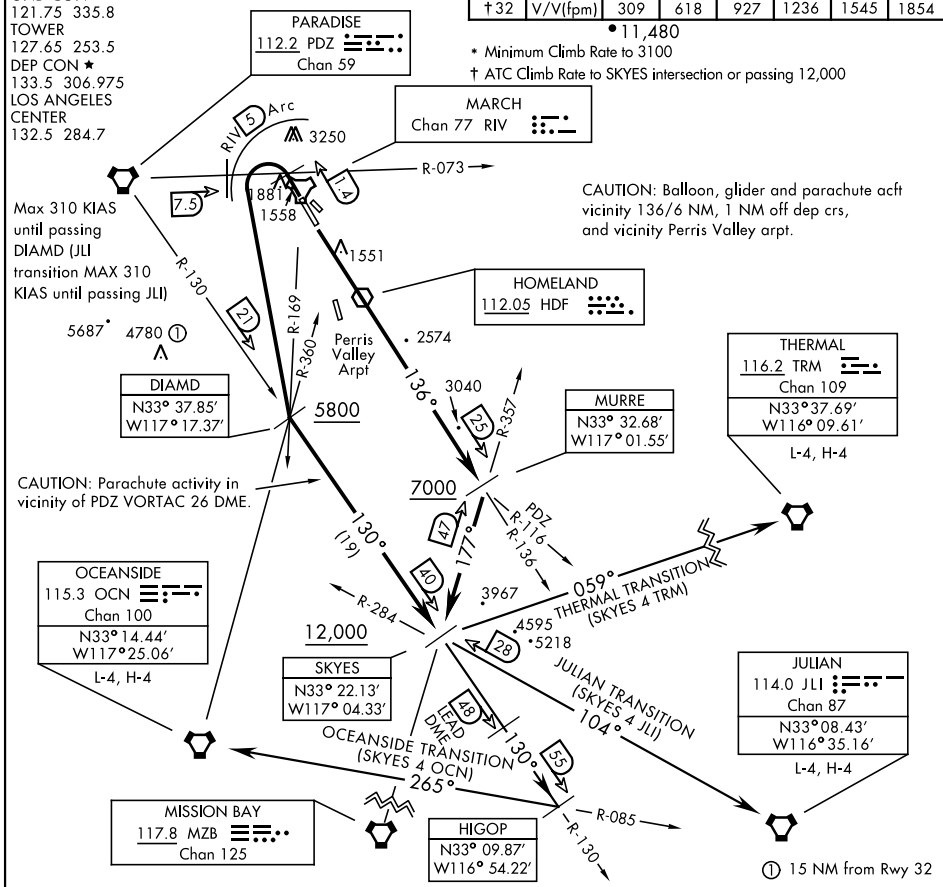 121.75 335.8
TOWER
127.65 253.5
DEP CON ★
133.5 306.975
LOS ANGELES
CENTER
132.5 284.7
†32 V/V(fpm) 309 618 927 1236 1545 1854
11,480
* Minimum Climb Rate to 3100
† ATC Climb Rate to SKYES intersection or passing 12,000
PARADISE
112.2 PDZ
Chan 59
MARCH
Chan 77 RIV
RIV 5 Arc
3250
R-073
7.5
1881
1.4
1558
1551
CAUTION: Balloon, glider and parachute acft
vicinity 136/6 NM, 1 NM off dep crs,
and vicinity Perris Valley arpt.
Max 310 KIAS
until passing
DIAMD (JLI
transition MAX 310
KIAS until passing JLI)
R-130
21
R-169
R-360
5687
4780 ①
HOMELAND
112.05 HDF
Perris
Valley
Arpt
2574
136°
3040
25
R-357
THERMAL
116.2 TRM
Chan 109
N33° 37.69'
W116° 09.61'
L-4, H-4
DIAMD
N33° 37.85'
W117° 17.37'
5800
MURRE
N33° 32.68'
W117° 01.55'
7000
CAUTION: Parachute activity in
vicinity of PDZ VORTAC 26 DME.
130°
(19)
47
177°
PDZ
R-116
R-136
40
R-284
3967
059°
THERMAL TRANSITION
(SKYES 4 TRM)
OCEANSIDE
115.3 OCN
Chan 100
N33° 14.44'
W117° 25.06'
L-4, H-4
12,000
SKYES
N33° 22.13'
W117° 04.33'
28
4595
5218
JULIAN TRANSITION
(SKYES 4 JLI)
104°
JULIAN
114.0 JLI
Chan 87
N33° 08.43'
W116° 35.16'
L-4, H-4
LEAD
DME
48
130°
55
OCEANSIDE TRANSITION
(SKYES 4 OCN)
265°
R-085
R-130
MISSION BAY
117.8 MZB
Chan 125
HIGOP
N33° 09.87'
W116° 54.22'
① 15 NM from Rwy 32